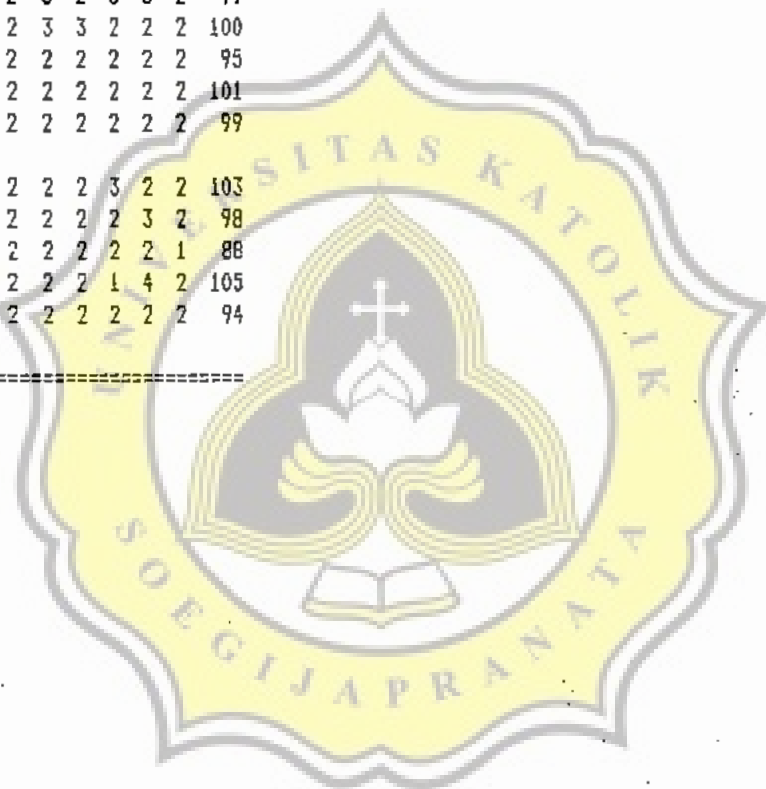 2 3 3 2 2 2 100
2 2 2 2 2 2 95
2 2 2 2 2 2 101
2 2 2 2 2 2 99
2 2 2 3 2 2 103
2 2 2 2 3 2 98
2 2 2 2 2 1 88
2 2 2 1 4 2 105
2 2 2 2 2 2 94
UNIVERSITAS KATOLIK
SOEGIJAPRANATA